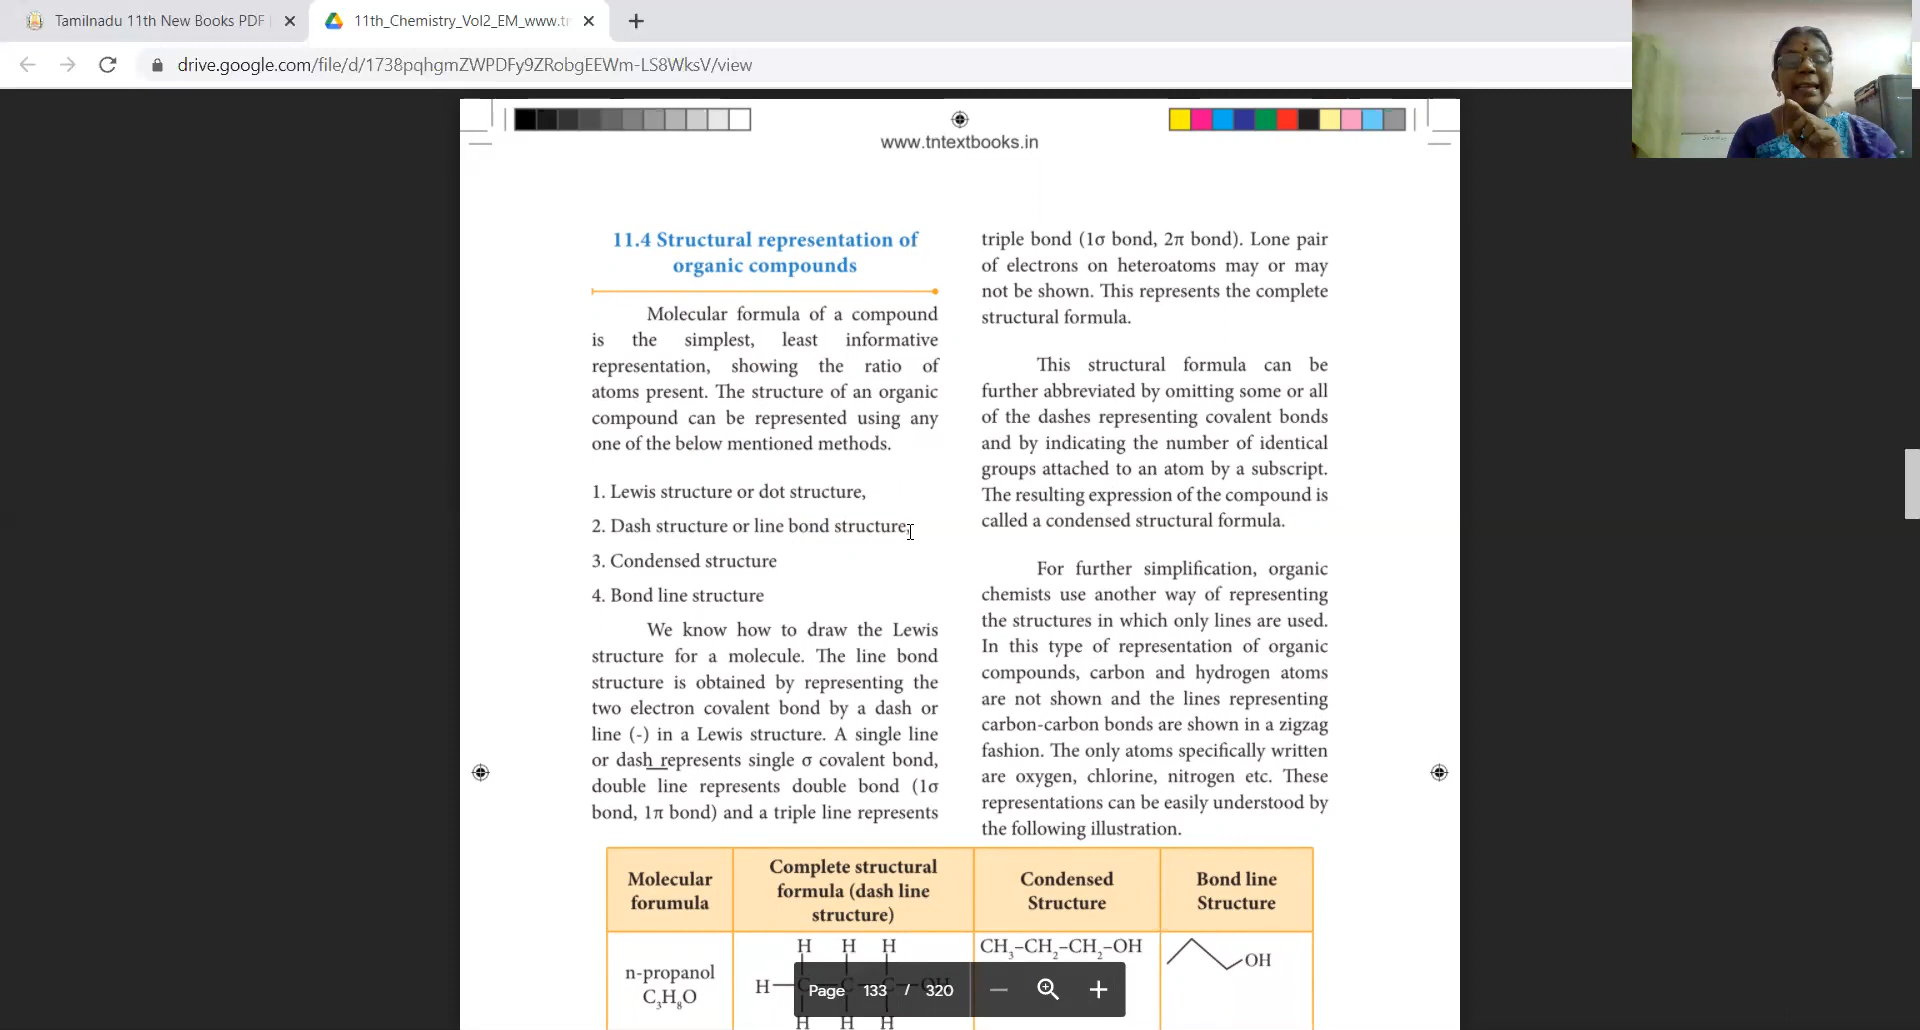 Tamilnadu 11th New Books PDF
11th_Chemistry_Vol2_EM_www.tn
drive.google.com/file/d/1738pqhgmZWPDFy9ZRobgEEWm-LS8WksV/view
www.tntextbooks.in
11.4 Structural representation of
organic compounds
Molecular formula of a compound
is the simplest, least informative
representation, showing the ratio of
atoms present. The structure of an organic
compound can be represented using any
one of the below mentioned methods.
1. Lewis structure or dot structure,
2. Dash structure or line bond structure,
3. Condensed structure
4. Bond line structure
We know how to draw the Lewis
structure for a molecule. The line bond
structure is obtained by representing the
two electron covalent bond by a dash or
line (-) in a Lewis structure. A single line
or dash represents single σ covalent bond,
double line represents double bond (1σ
bond, 1π bond) and a triple line represents
triple bond (1σ bond, 2π bond). Lone pair
of electrons on heteroatoms may or may
not be shown. This represents the complete
structural formula.
This structural formula can be
further abbreviated by omitting some or all
of the dashes representing covalent bonds
and by indicating the number of identical
groups attached to an atom by a subscript.
The resulting expression of the compound is
called a condensed structural formula.
For further simplification, organic
chemists use another way of representing
the structures in which only lines are used.
In this type of representation of organic
compounds, carbon and hydrogen atoms
are not shown and the lines representing
carbon-carbon bonds are shown in a zigzag
fashion. The only atoms specifically written
are oxygen, chlorine, nitrogen etc. These
representations can be easily understood by
the following illustration.
Molecular
forumula
Complete structural
formula (dash line
structure)
Condensed
Structure
Bond line
Structure
n-propanol
C₃H₈O
H H H
H—C—C—C—OH
H H H
CH₃–CH₂–CH₂–OH
OH
Page 133 / 320